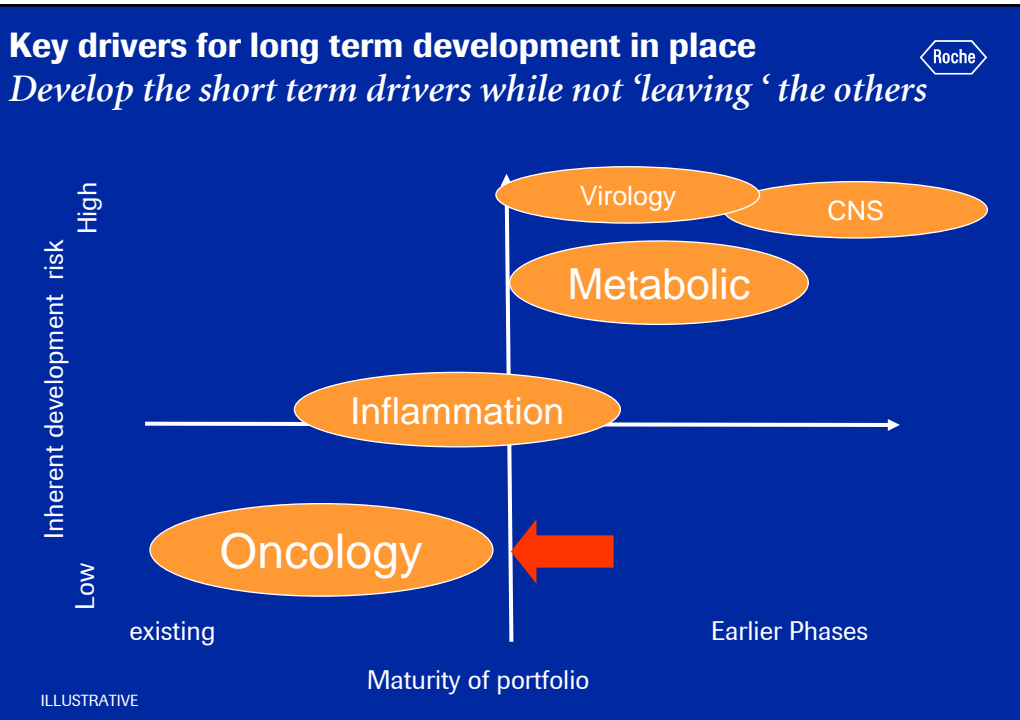 Key drivers for long term development in place
Roche
Develop the short term drivers while not ‘leaving ‘ the others
High
Inherent development  risk
Low
Virology
CNS
Metabolic
Inflammation
Oncology
existing
Earlier Phases
Maturity of portfolio
ILLUSTRATIVE